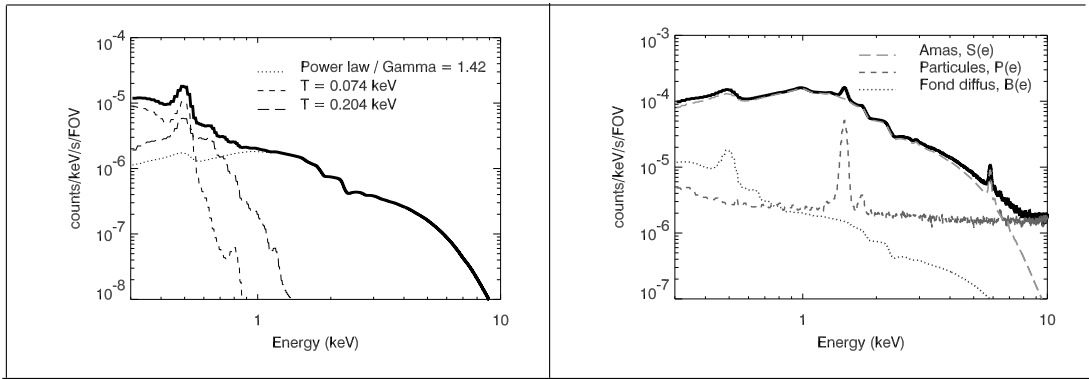 10^-4
10^-5
10^-6
10^-7
10^-8
counts/keV/s/FOV
Power law / Gamma = 1.42
T = 0.074 keV
T = 0.204 keV
1
10
Energy (keV)
10^-3
10^-4
10^-5
10^-6
10^-7
counts/keV/s/FOV
Amas, S(e)
Particules, P(e)
Fond diffus, B(e)
1
10
Energy (keV)